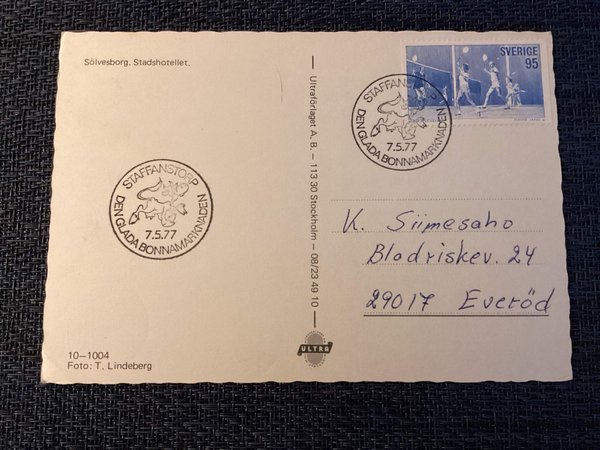 Sölvesborg. Stadshotellet.
SVERIGE
95
STAFFANSTORP
7.5.77
DEN GLADA BONNAMARKNADEN
STAFFANSTORP
7.5.77
DEN GLADA BONNAMARKNADEN
Ultraförlaget A. B. – 113 30 Stockholm – 08/23 49 10
K. Siimesaho
Bladriskev. 24
29017 Everöd
ULTRA
10–1004
Foto: T. Lindeberg